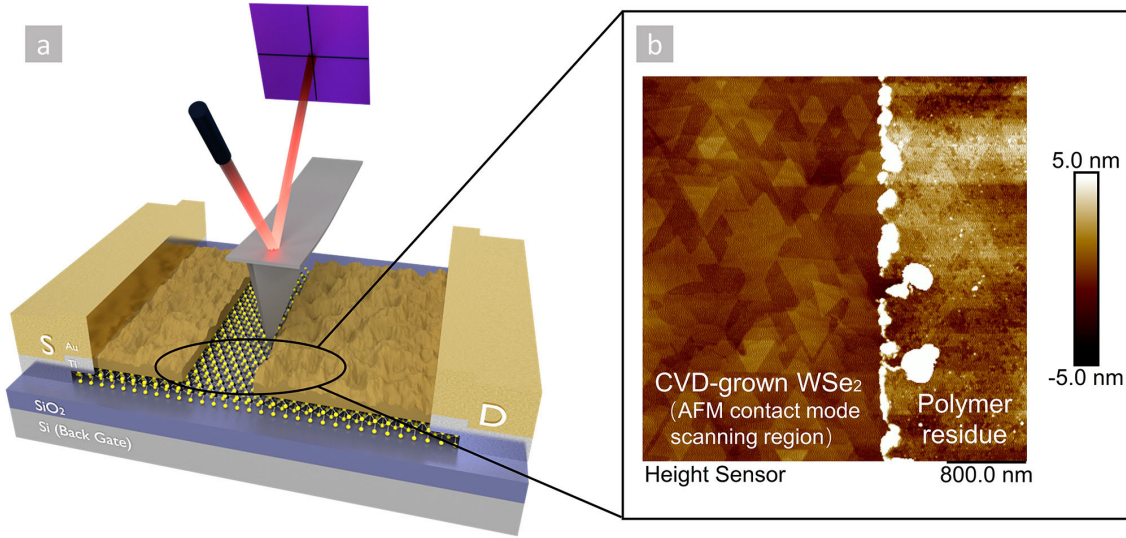 a
S
Au
Ti
SiO₂
Si (Back Gate)
D
b
CVD-grown WSe₂
(AFM contact mode
scanning region)
Polymer
residue
Height Sensor
800.0 nm
5.0 nm
-5.0 nm